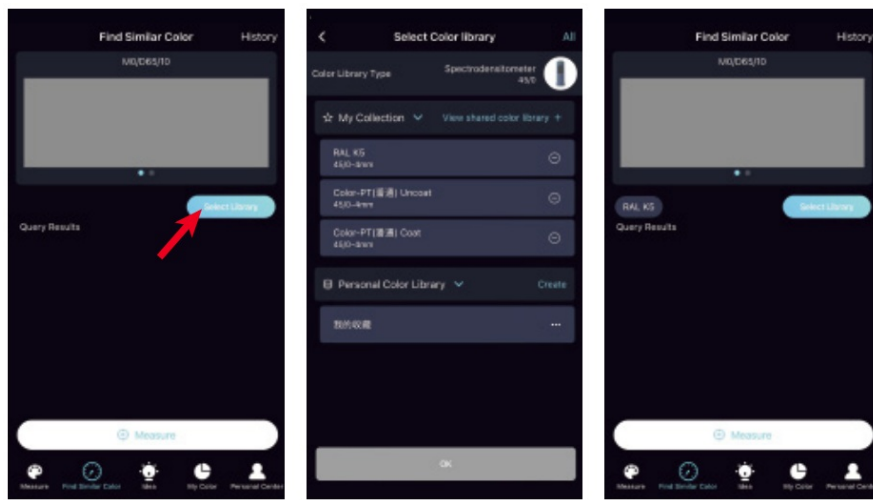 Find Similar Color
History
M0/D65/10
Select Library
Query Results
Measure
Measure
Find Similar Color
Idea
My Color
Personal Center
Select Color library
All
Color Library Type
Spectrodensitometer
45/0
My Collection
View shared color library +
RAL K5
45/0-4mm
Color-PT(普通) Uncoat
45/0-4mm
Color-PT(普通) Coat
45/0-4mm
Personal Color Library
Create
我的收藏
OK
Find Similar Color
History
M0/D65/10
RAL K5
Select Library
Query Results
Measure
Measure
Find Similar Color
Idea
My Color
Personal Cent